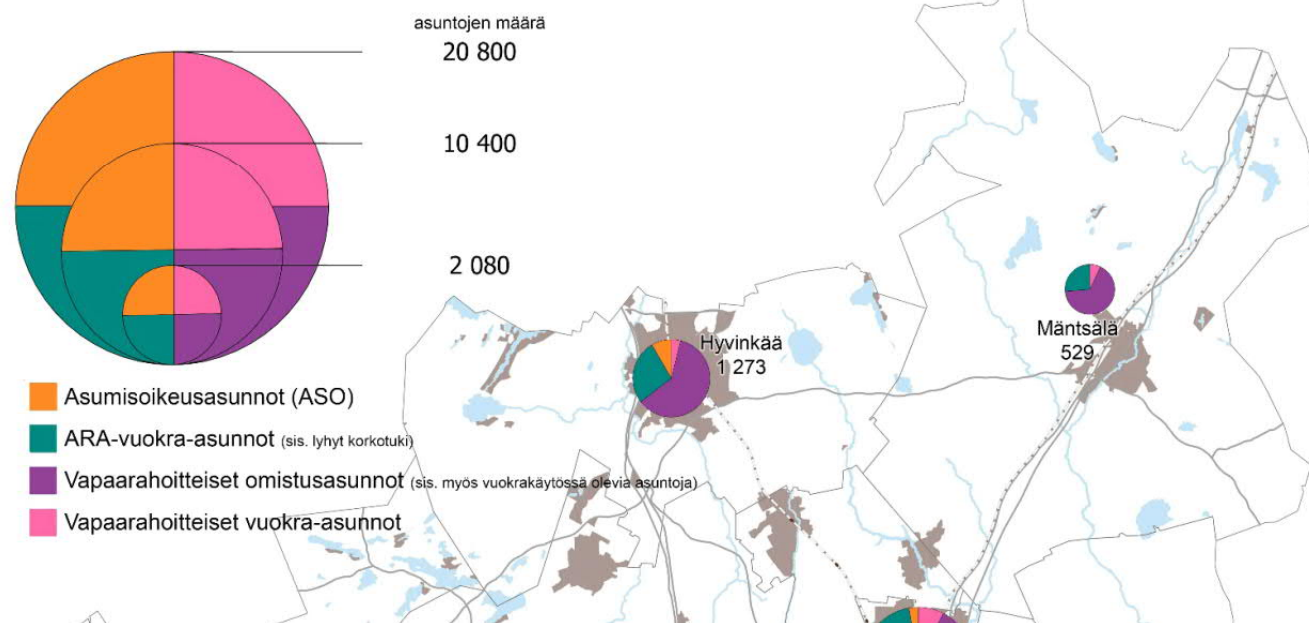 asuntojen määrä
20 800
10 400
2 080
Asumisoikeusasunnot (ASO)
ARA-vuokra-asunnot (sis. lyhyt korkotuki)
Vapaarahoitteiset omistusasunnot (sis. myös vuokrakäytössä olevia asuntoja)
Vapaarahoitteiset vuokra-asunnot
Hyvinkää
1 273
Mäntsälä
529